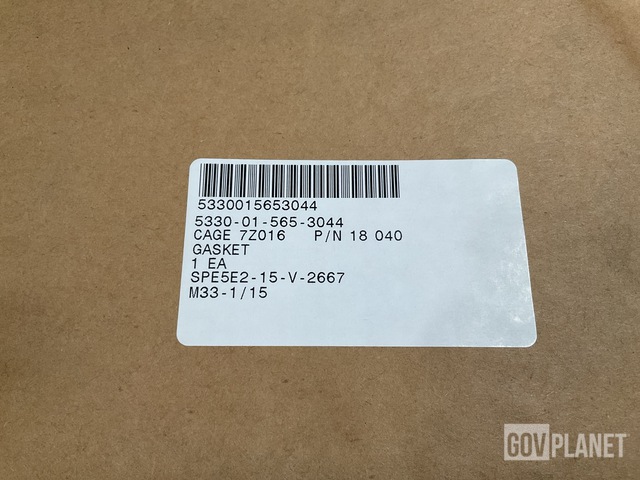 5330015653044
5330-01-565-3044
CAGE 7Z016 P/N 18 040
GASKET
1 EA
SPE5E2-15-V-2667
M33-1/15
GOVPLANET